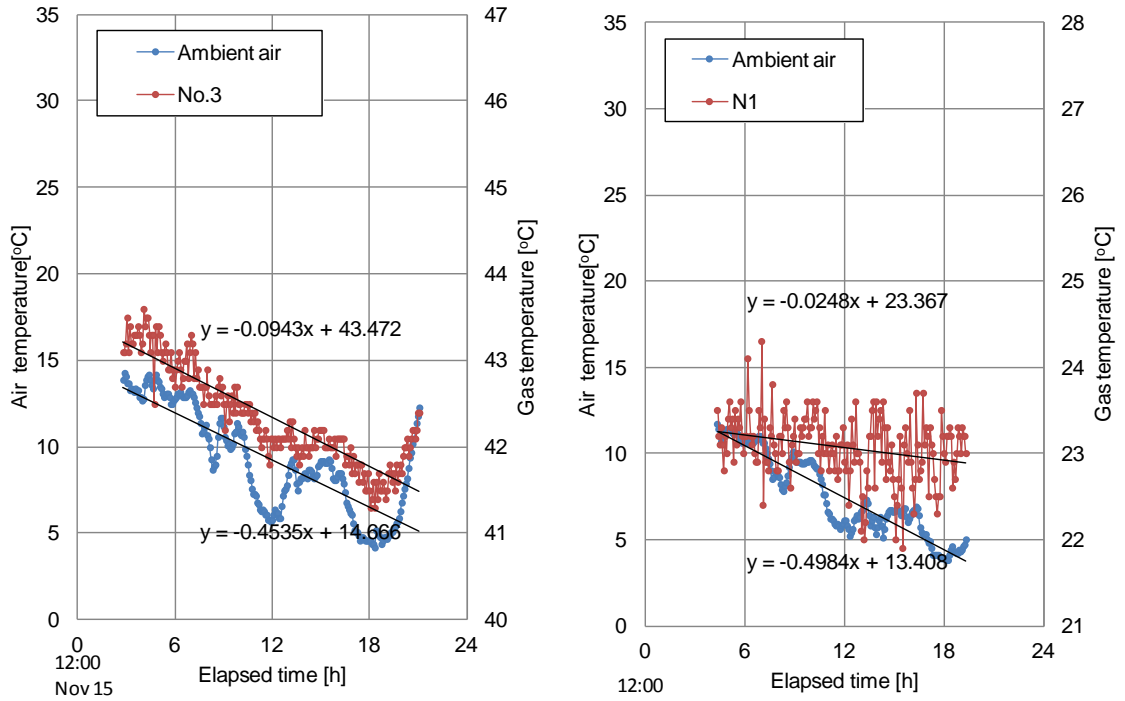 35
30
25
20
15
10
5
0
Air temperature[oC]
Ambient air
No.3
y = -0.0943x + 43.472
y = -0.4535x + 14.666
47
46
45
44
43
42
41
40
Gas temperature [oC]
0
6
12
18
24
12:00
Nov 15
Elapsed time [h]
35
30
25
20
15
10
5
0
Air temperature[oC]
Ambient air
N1
y = -0.0248x + 23.367
y = -0.4984x + 13.408
28
27
26
25
24
23
22
21
Gas temperature [oC]
0
6
12
18
24
12:00
Elapsed time [h]